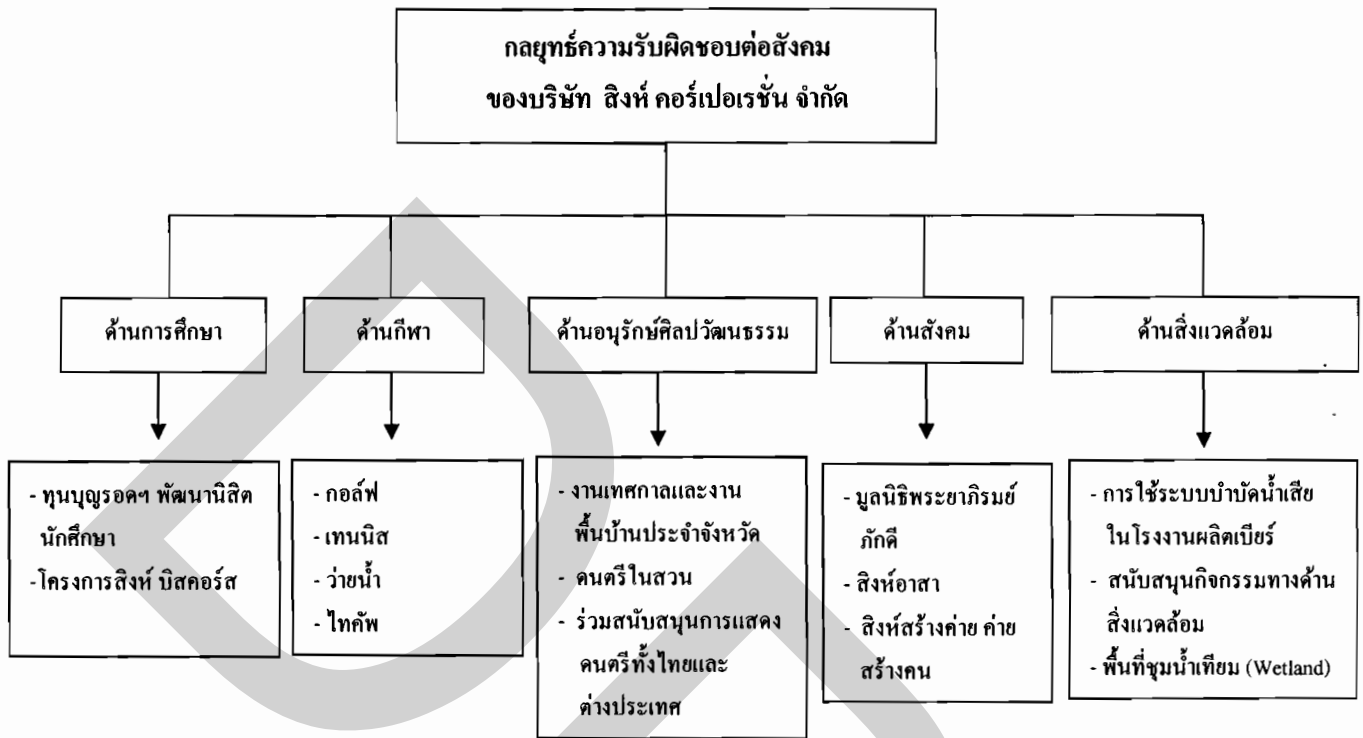 กลยุทธ์ความรับผิดชอบต่อสังคม
ของบริษัท สิงห์ คอร์เปอเรชั่น จำกัด
ด้านการศึกษา
ด้านกีฬา
ด้านอนุรักษ์ศิลปวัฒนธรรม
ด้านสังคม
ด้านสิ่งแวดล้อม
- ทุนบุญรอดฯ พัฒนานิสิต
นักศึกษา
-โครงการสิงห์ บิสคอร์ส
- กอล์ฟ
- เทนนิส
- ว่ายน้ำ
- ไทคัพ
- งานเทศกาลและงาน
พื้นบ้านประจำจังหวัด
- ดนตรีในสวน
- ร่วมสนับสนุนการแสดง
ดนตรีทั้งไทยและ
ต่างประเทศ
- มูลนิธิพระยาภิรมย์
ภักดี
- สิงห์อาสา
- สิงห์สร้างค่าย ค่าย
สร้างคน
- การใช้ระบบบำบัดน้ำเสีย
ในโรงงานผลิตเบียร์
- สนับสนุนกิจกรรมทางด้าน
สิ่งแวดล้อม
- พื้นที่ชุมน้ำเทียม (Wetland)